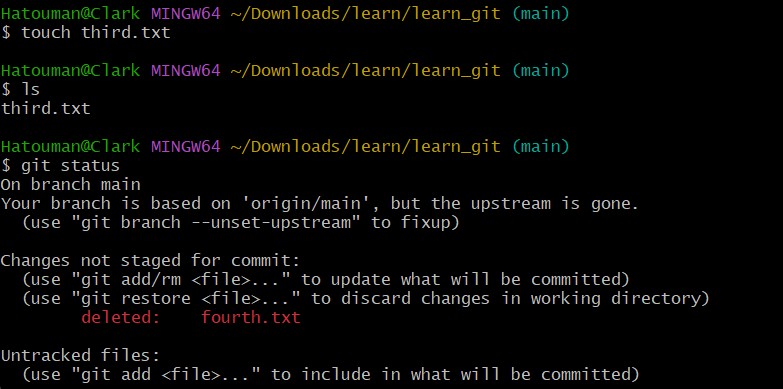 Hatouman@Clark MINGW64 ~/Downloads/learn/learn_git (main)
$ touch third.txt
Hatouman@Clark MINGW64 ~/Downloads/learn/learn_git (main)
$ ls
third.txt
Hatouman@Clark MINGW64 ~/Downloads/learn/learn_git (main)
$ git status
On branch main
Your branch is based on 'origin/main', but the upstream is gone.
  (use "git branch --unset-upstream" to fixup)
Changes not staged for commit:
  (use "git add/rm <file>..." to update what will be committed)
  (use "git restore <file>..." to discard changes in working directory)
        deleted:    fourth.txt
Untracked files:
  (use "git add <file>..." to include in what will be committed)